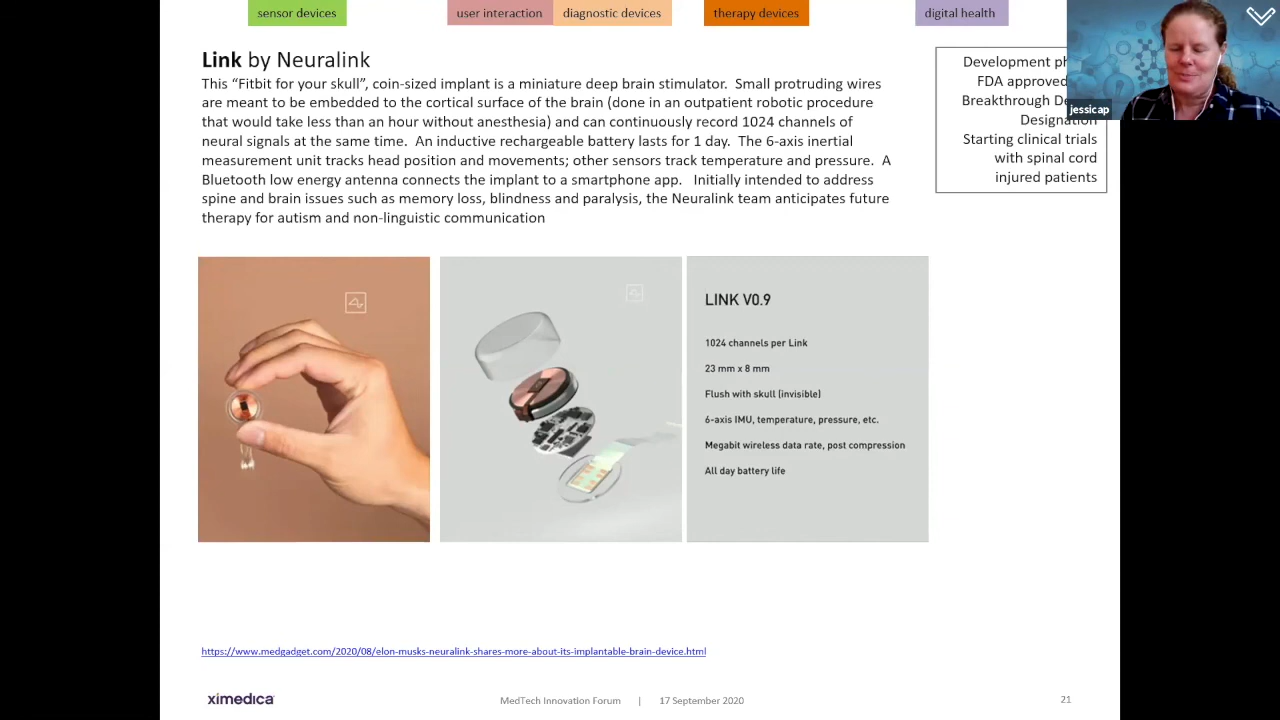 sensor devices
user interaction
diagnostic devices
therapy devices
digital health
Link by Neuralink
This “Fitbit for your skull”, coin-sized implant is a miniature deep brain stimulator.  Small protruding wires
are meant to be embedded to the cortical surface of the brain (done in an outpatient robotic procedure
that would take less than an hour without anesthesia) and can continuously record 1024 channels of
neural signals at the same time.  An inductive rechargeable battery lasts for 1 day.  The 6-axis inertial
measurement unit tracks head position and movements; other sensors track temperature and pressure.  A
Bluetooth low energy antenna connects the implant to a smartphone app.   Initially intended to address
spine and brain issues such as memory loss, blindness and paralysis, the Neuralink team anticipates future
therapy for autism and non-linguistic communication
Development
FDA approved
Breakthrough
Designation
Starting clinical trials
with spinal cord
injured patients
jessicap
LINK V0.9
1024 channels per Link
23 mm x 8 mm
Flush with skull [invisible]
6-axis IMU, temperature, pressure, etc.
Megabit wireless data rate, post compression
All day battery life
https://www.medgadget.com/2020/08/elon-musks-neuralink-shares-more-about-its-implantable-brain-device.html
ximedica
MedTech Innovation Forum | 17 September 2020
21